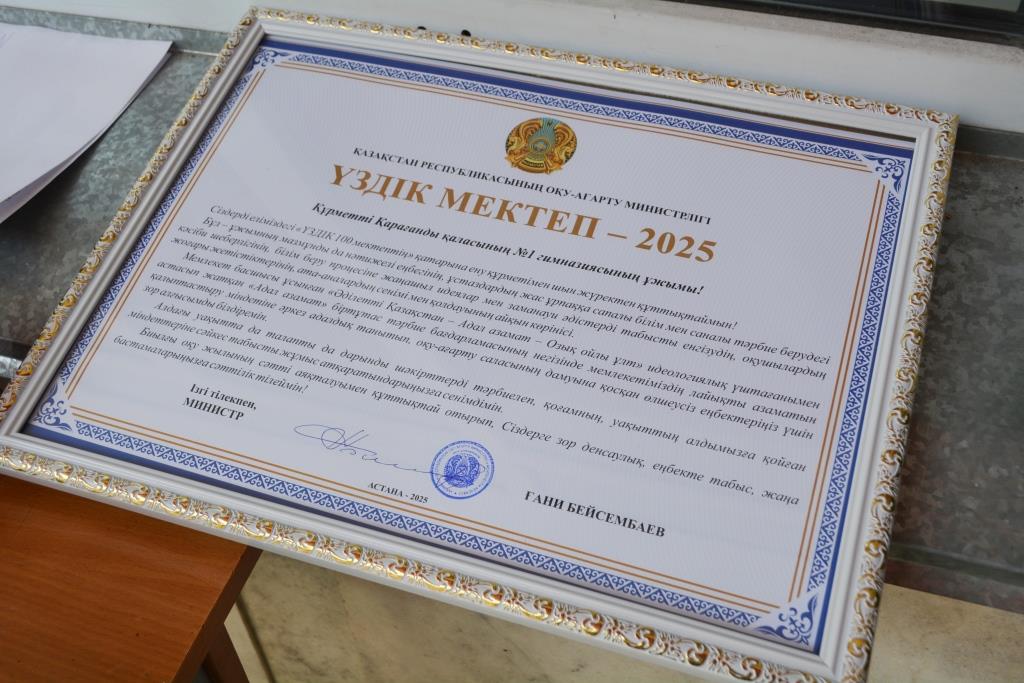 ҚАЗАҚСТАН РЕСПУБЛИКАСЫНЫҢ ОҚУ-АҒАРТУ МИНИСТРЛІГІ
ҮЗДІК МЕКТЕП – 2025
Құрметті Қарағанды қаласының №1 гимназиясының ұжымы!
Сіздерді еліміздегі «ҮЗДІК 100 мектептің» қатарына ену құрметімен шын жүректен құттықтаймын!
Бұл – ұжымның мазмұнды да нәтижелі еңбегінің, ұстаздардың жас ұрпаққа сапалы білім мен саналы тәрбие берудегі
кәсіби шеберлігінің, білім беру процесіне жаңашыл идеялар мен заманауи әдістерді табысты енгізудің, оқушылардың
жоғары жетістіктерінің, ата-аналардың сенімі мен қолдауының айқын көрінісі.
Мемлекет басшысы ұсынған «Әділетті Қазақстан – Адал азамат – Озық ойлы ұлт» идеологиялық ұштағанымен
астасып жатқан «Адал азамат» біртұтас тәрбие бағдарламасының негізінде мемлекетіміздің лайықты азаматын
қалыптастыру міндетіне әркез адалдық танытып, оқу-ағарту саласының дамуына қосқан өлшеусіз еңбектеріңіз үшін
зор алғысымды білдіремін.
Алдағы уақытта да талапты да дарынды шәкірттерді тәрбиелеп, қоғамның, уақыттың алдымызға қойған
міндеттеріне сәйкес табысты жұмыс атқаратындарыңызға сенімдімін.
Биылғы оқу жылының сәтті аяқталуымен құттықтай отырып, Сіздерге зор денсаулық, еңбекте табыс, жаңа
бастамаларыңызға сәттілік тілеймін!
Ізгі тілекпен,
МИНИСТР
ҒАНИ БЕЙСЕМБАЕВ
АСТАНА - 2025